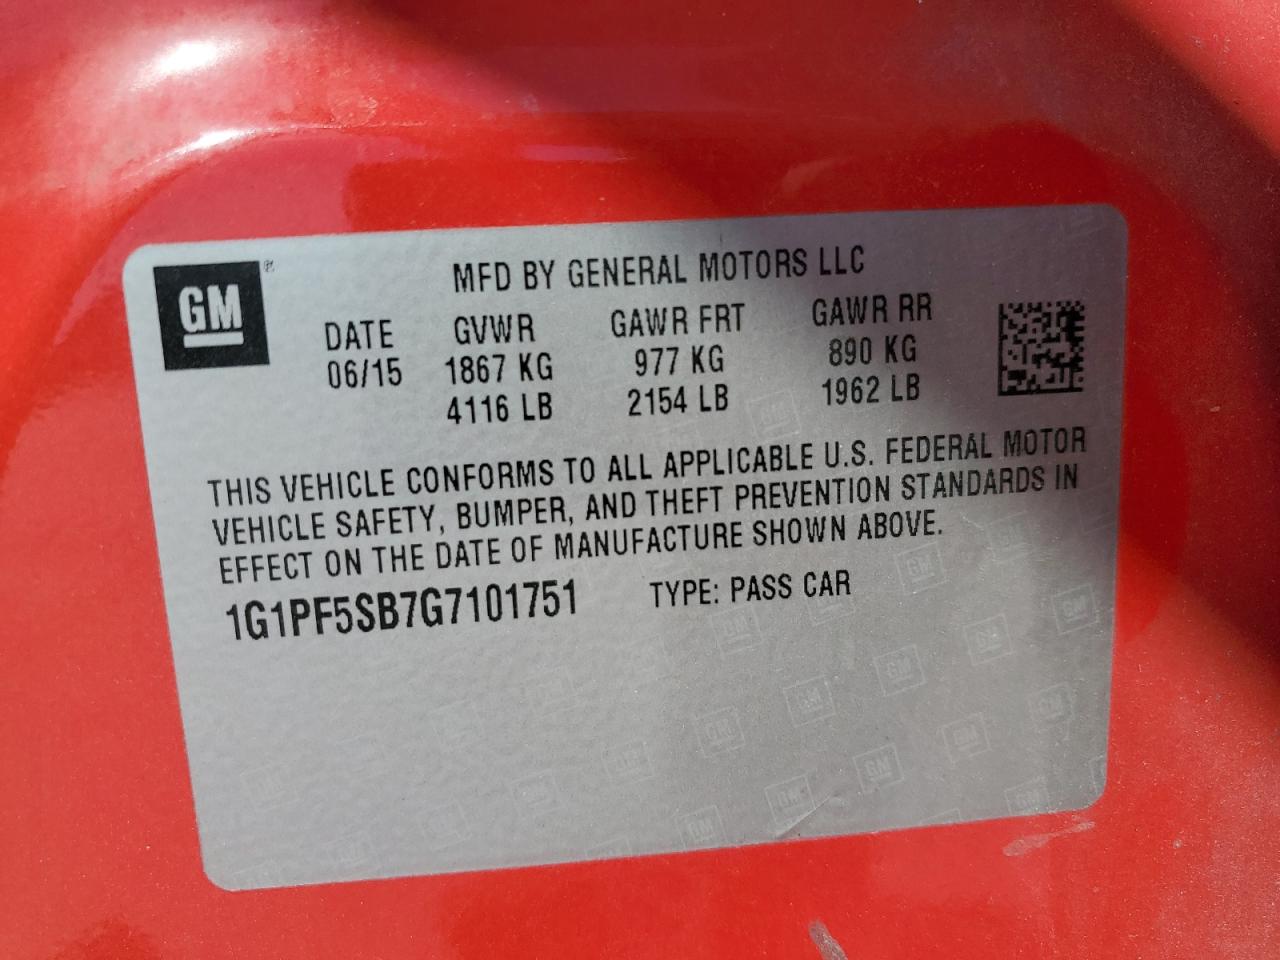 GM®
MFD BY GENERAL MOTORS LLC
DATE GVWR GAWR FRT GAWR RR
06/15 1867 KG 977 KG 890 KG
4116 LB 2154 LB 1962 LB
THIS VEHICLE CONFORMS TO ALL APPLICABLE U.S. FEDERAL MOTOR
VEHICLE SAFETY, BUMPER, AND THEFT PREVENTION STANDARDS IN
EFFECT ON THE DATE OF MANUFACTURE SHOWN ABOVE.
1G1PF5SB7G7101751 TYPE: PASS CAR